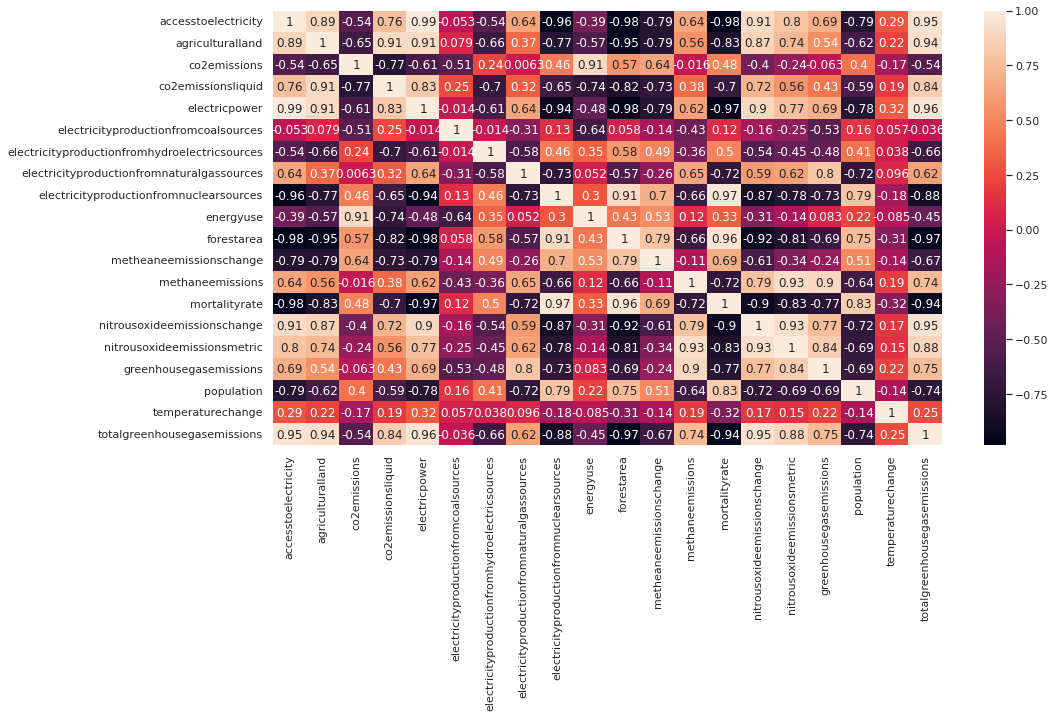 accesstoelectricity 1 0.89 -0.54 0.76 0.99 -0.053 -0.54 0.64 -0.96 -0.39 -0.98 -0.79 0.64 -0.98 0.91 0.8 0.69 -0.79 0.29 0.95
agriculturalland 0.89 1 -0.65 0.91 0.91 0.079 -0.66 0.37 -0.77 -0.57 -0.95 -0.79 0.56 -0.83 0.87 0.74 0.54 -0.62 0.22 0.94
co2emissions -0.54 -0.65 1 -0.77 -0.61 -0.51 0.24 0.0063 0.46 0.91 0.57 0.64 -0.016 0.48 -0.4 -0.24 -0.063 0.4 -0.17 -0.54
co2emissionsliquid 0.76 0.91 -0.77 1 0.83 0.25 -0.7 0.32 -0.65 -0.74 -0.82 -0.73 0.38 -0.7 0.72 0.56 0.43 -0.59 0.19 0.84
electricpower 0.99 0.91 -0.61 0.83 1 -0.014 -0.61 0.64 -0.94 -0.48 -0.98 -0.79 0.62 -0.97 0.9 0.77 0.69 -0.78 0.32 0.96
electricityproductionfromcoalsources -0.053 0.079 -0.51 0.25 -0.014 1 -0.014 -0.31 0.13 -0.64 0.058 -0.14 -0.43 0.12 -0.16 -0.25 -0.53 0.16 0.057 -0.036
electricityproductionfromhydroelectricsources -0.54 -0.66 0.24 -0.7 -0.61 -0.014 1 -0.58 0.46 0.35 0.58 0.49 -0.36 0.5 -0.54 -0.45 -0.48 0.41 0.038 -0.66
electricityproductionfromnaturalgassources 0.64 0.37 0.0063 0.32 0.64 -0.31 -0.58 1 -0.73 0.052 -0.57 -0.26 0.65 -0.72 0.59 0.62 0.8 -0.72 0.096 0.62
electricityproductionfromnuclearsources -0.96 -0.77 0.46 -0.65 -0.94 0.13 0.46 -0.73 1 0.3 0.91 0.7 -0.66 0.97 -0.87 -0.78 -0.73 0.79 -0.18 -0.88
energyuse -0.39 -0.57 0.91 -0.74 -0.48 -0.64 0.35 0.052 0.3 1 0.43 0.53 0.12 0.33 -0.31 -0.14 0.083 0.22 -0.085 -0.45
forestarea -0.98 -0.95 0.57 -0.82 -0.98 0.058 0.58 -0.57 0.91 0.43 1 0.79 -0.66 0.96 -0.92 -0.81 -0.69 0.75 -0.31 -0.97
metheaneemissionschange -0.79 -0.79 0.64 -0.73 -0.79 -0.14 0.49 -0.26 0.7 0.53 0.79 1 -0.11 0.69 -0.61 -0.34 -0.24 0.51 -0.14 -0.67
methaneemissions 0.64 0.56 -0.016 0.38 0.62 -0.43 -0.36 0.65 -0.66 0.12 -0.66 -0.11 1 -0.72 0.79 0.93 0.9 -0.64 0.19 0.74
mortalityrate -0.98 -0.83 0.48 -0.7 -0.97 0.12 0.5 -0.72 0.97 0.33 0.96 0.69 -0.72 1 -0.9 -0.83 -0.77 0.83 -0.32 -0.94
nitrousoxideemissionschange 0.91 0.87 -0.4 0.72 0.9 -0.16 -0.54 0.59 -0.87 -0.31 -0.92 -0.61 0.79 -0.9 1 0.93 0.77 -0.72 0.17 0.95
nitrousoxideemissionsmetric 0.8 0.74 -0.24 0.56 0.77 -0.25 -0.45 0.62 -0.78 -0.14 -0.81 -0.34 0.93 -0.83 0.93 1 0.84 -0.69 0.15 0.88
greenhousegasemissions 0.69 0.54 -0.063 0.43 0.69 -0.53 -0.48 0.8 -0.73 0.083 -0.69 -0.24 0.9 -0.77 0.77 0.84 1 -0.69 0.22 0.75
population -0.79 -0.62 0.4 -0.59 -0.78 0.16 0.41 -0.72 0.79 0.22 0.75 0.51 -0.64 0.83 -0.72 -0.69 -0.69 1 -0.14 -0.74
temperaturechange 0.29 0.22 -0.17 0.19 0.32 0.057 0.038 0.096 -0.18 -0.085 -0.31 -0.14 0.19 -0.32 0.17 0.15 0.22 -0.14 1 0.25
totalgreenhousegasemissions 0.95 0.94 -0.54 0.84 0.96 -0.036 -0.66 0.62 -0.88 -0.45 -0.97 -0.67 0.74 -0.94 0.95 0.88 0.75 -0.74 0.25 1
accesstoelectricity
agriculturalland
co2emissions
co2emissionsliquid
electricpower
electricityproductionfromcoalsources
electricityproductionfromhydroelectricsources
electricityproductionfromnaturalgassources
electricityproductionfromnuclearsources
energyuse
forestarea
metheaneemissionschange
methaneemissions
mortalityrate
nitrousoxideemissionschange
nitrousoxideemissionsmetric
greenhousegasemissions
population
temperaturechange
totalgreenhousegasemissions
1.00
0.75
0.50
0.25
0.00
−0.25
−0.50
−0.75